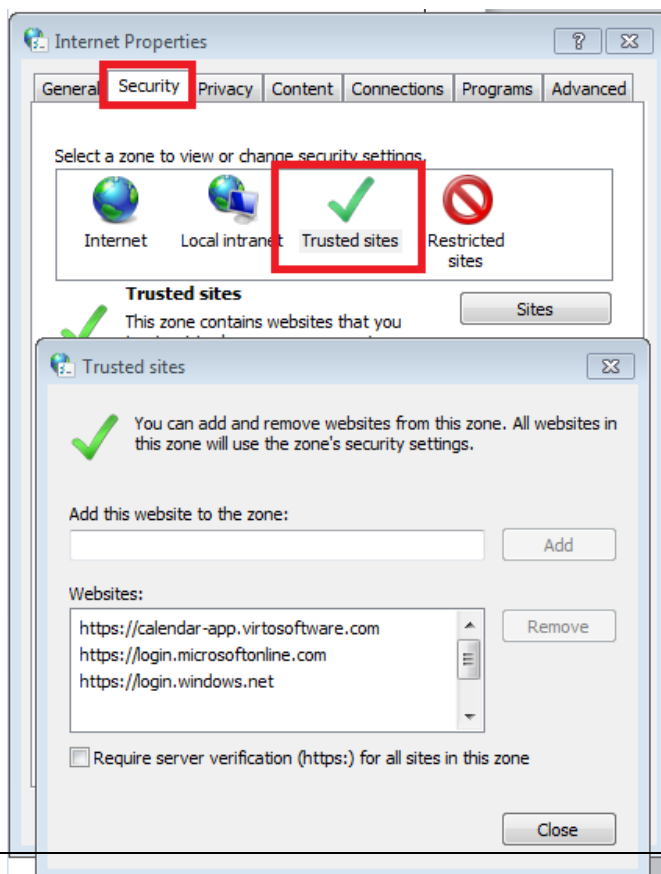 Internet Properties
General Security Privacy Content Connections Programs Advanced
Select a zone to view or change security settings.
Internet Local intranet Trusted sites Restricted sites
Trusted sites
This zone contains websites that you
Sites
Trusted sites
You can add and remove websites from this zone. All websites in
this zone will use the zone's security settings.
Add this website to the zone:
Add
Websites:
https://calendar-app.virtosoftware.com
https://login.microsoftonline.com
https://login.windows.net
Remove
Require server verification (https:) for all sites in this zone
Close